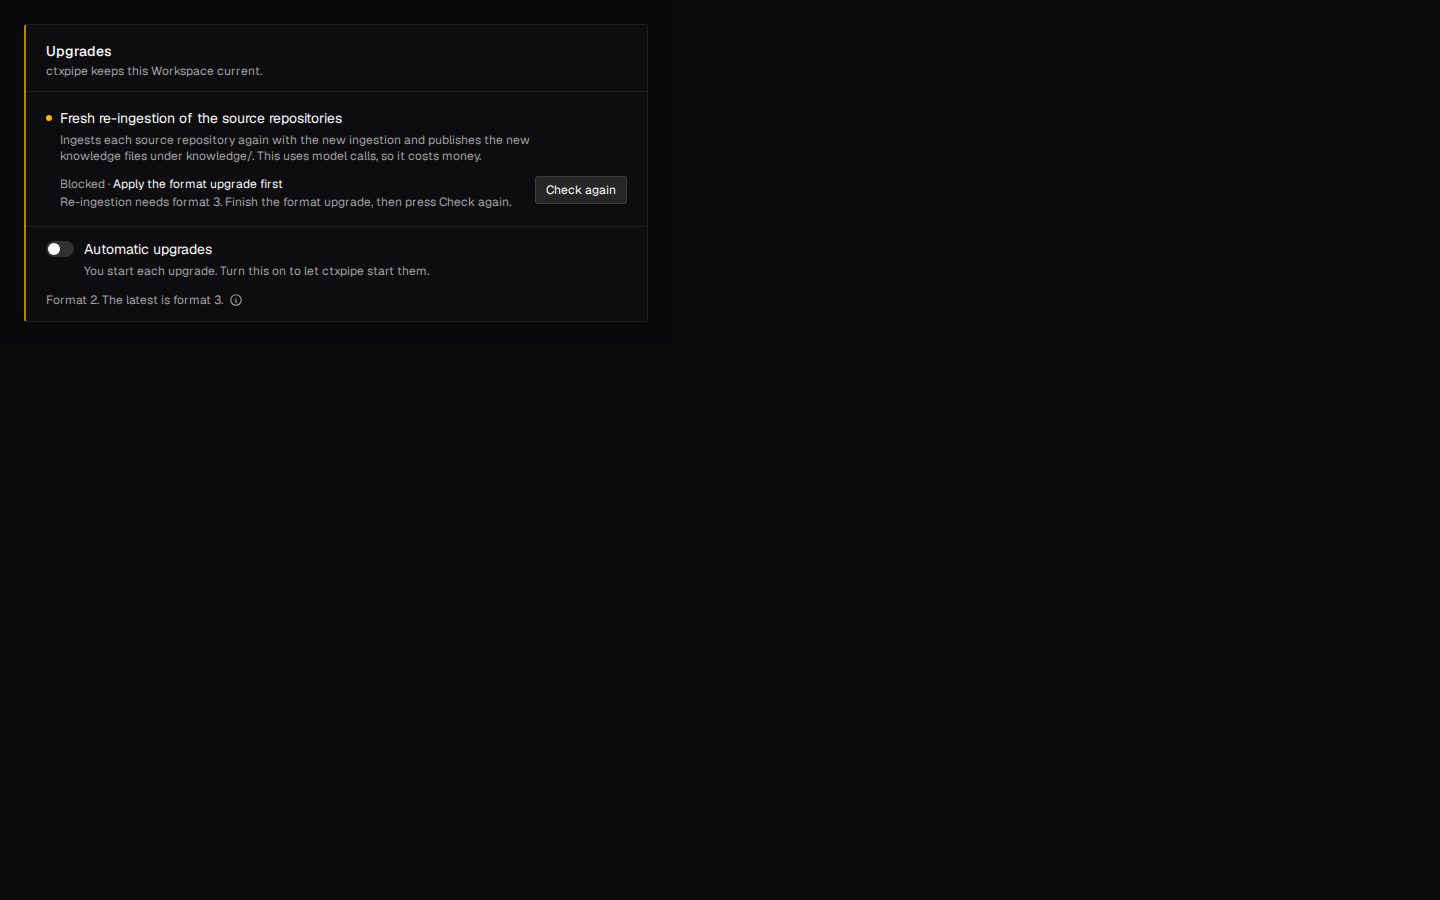 Upgrades
ctxpipe keeps this Workspace current.
Fresh re-ingestion of the source repositories
Ingests each source repository again with the new ingestion and publishes the new
knowledge files under knowledge/. This uses model calls, so it costs money.
Blocked · Apply the format upgrade first
Re-ingestion needs format 3. Finish the format upgrade, then press Check again.
Check again
Automatic upgrades
You start each upgrade. Turn this on to let ctxpipe start them.
Format 2. The latest is format 3.